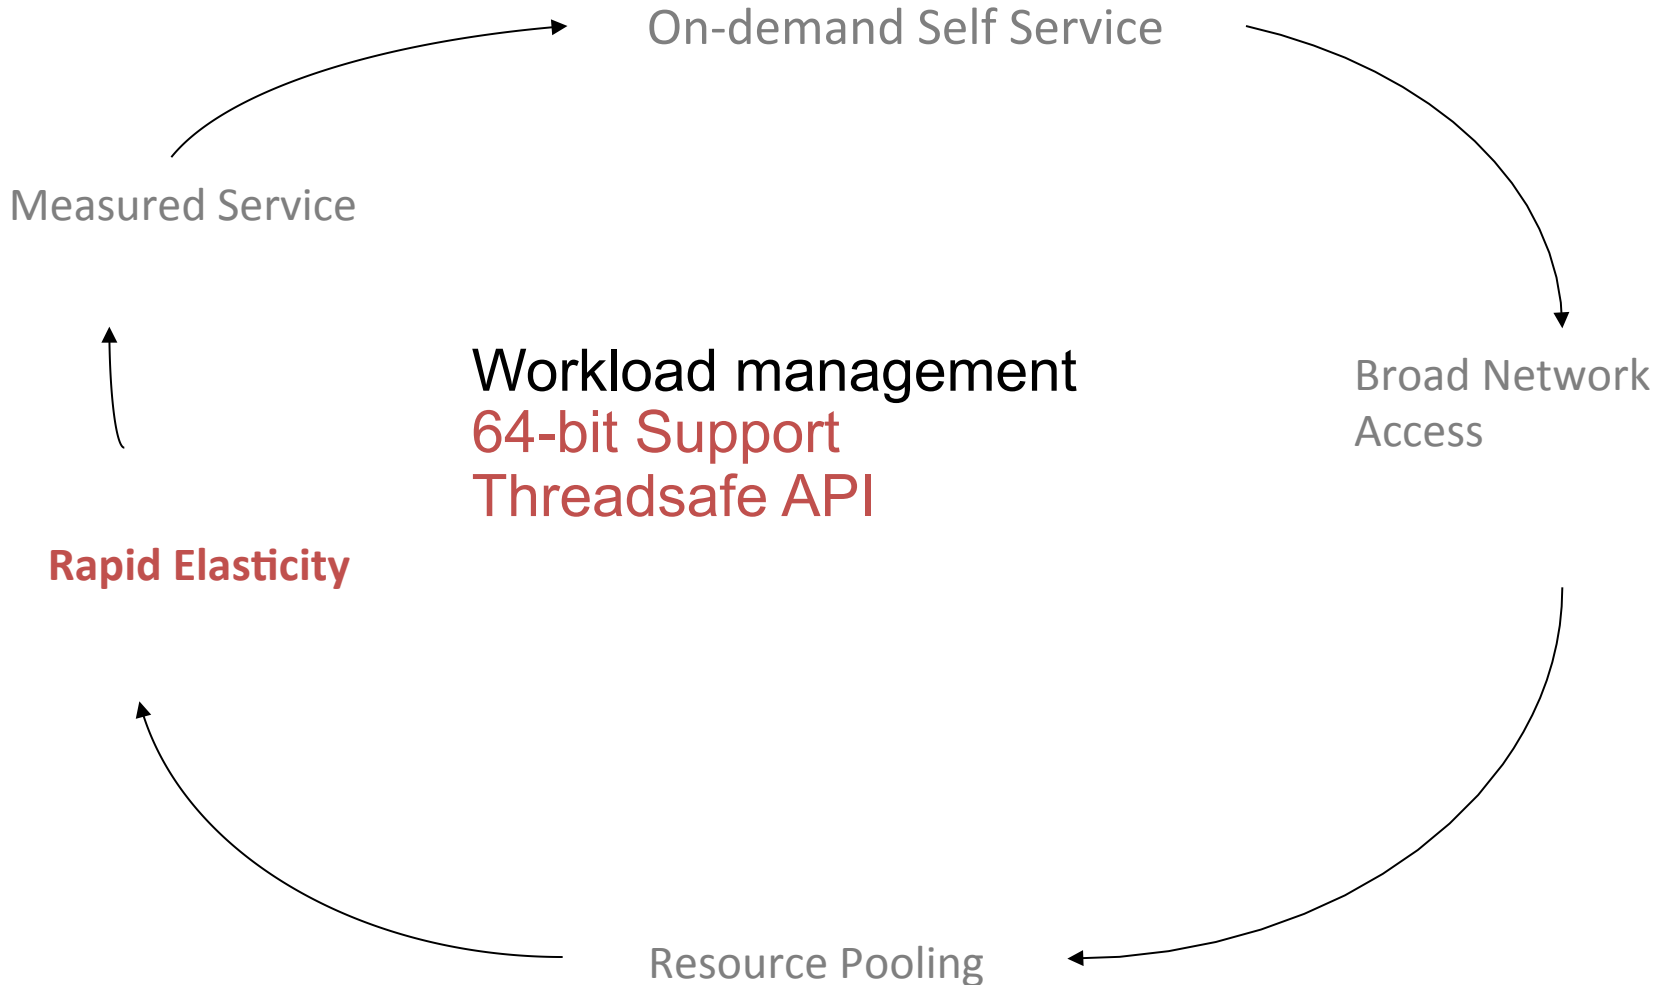 On-demand Self Service
Measured Service
Workload management
64-bit Support
Threadsafe API
Broad Network
Access
Rapid Elasticity
Resource Pooling